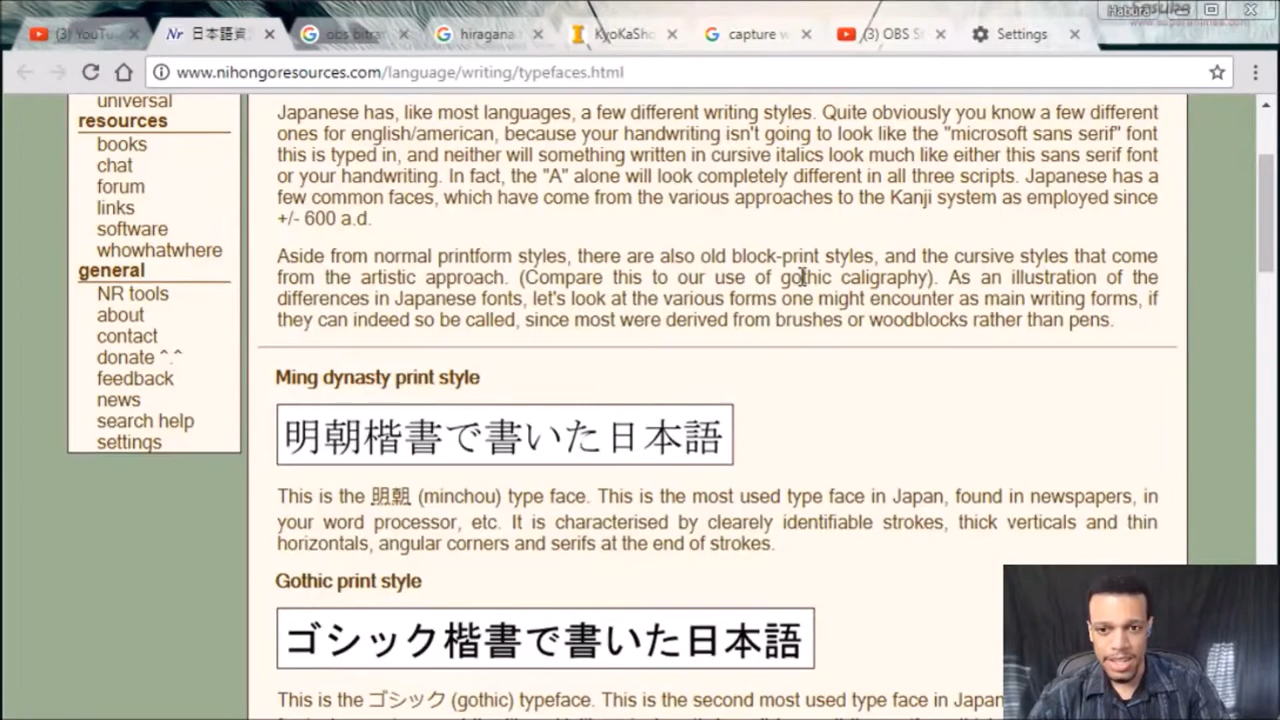 Habura
(3) YouTu
日本語資
obs bitra
hiragana
KyoKaSho
capture w
(3) OBS S
Settings
www.nihongoresources.com/language/writing/typefaces.html
universal
resources
books
chat
forum
links
software
whowhatwhere
general
NR tools
about
contact
donate ^.^
feedback
news
search help
settings
Japanese has, like most languages, a few different writing styles. Quite obviously you know a few different
ones for english/american, because your handwriting isn't going to look like the "microsoft sans serif" font
this is typed in, and neither will something written in cursive italics look much like either this sans serif font
or your handwriting. In fact, the "A" alone will look completely different in all three scripts. Japanese has a
few common faces, which have come from the various approaches to the Kanji system as employed since
+/- 600 a.d.
Aside from normal printform styles, there are also old block-print styles, and the cursive styles that come
from the artistic approach. (Compare this to our use of gothic caligraphy). As an illustration of the
differences in Japanese fonts, let's look at the various forms one might encounter as main writing forms, if
they can indeed so be called, since most were derived from brushes or woodblocks rather than pens.
Ming dynasty print style
明朝楷書で書いた日本語
This is the 明朝 (minchou) type face. This is the most used type face in Japan, found in newspapers, in
your word processor, etc. It is characterised by clearely identifiable strokes, thick verticals and thin
horizontals, angular corners and serifs at the end of strokes.
Gothic print style
ゴシック楷書で書いた日本語
This is the ゴシック (gothic) typeface. This is the second most used type face in Japan